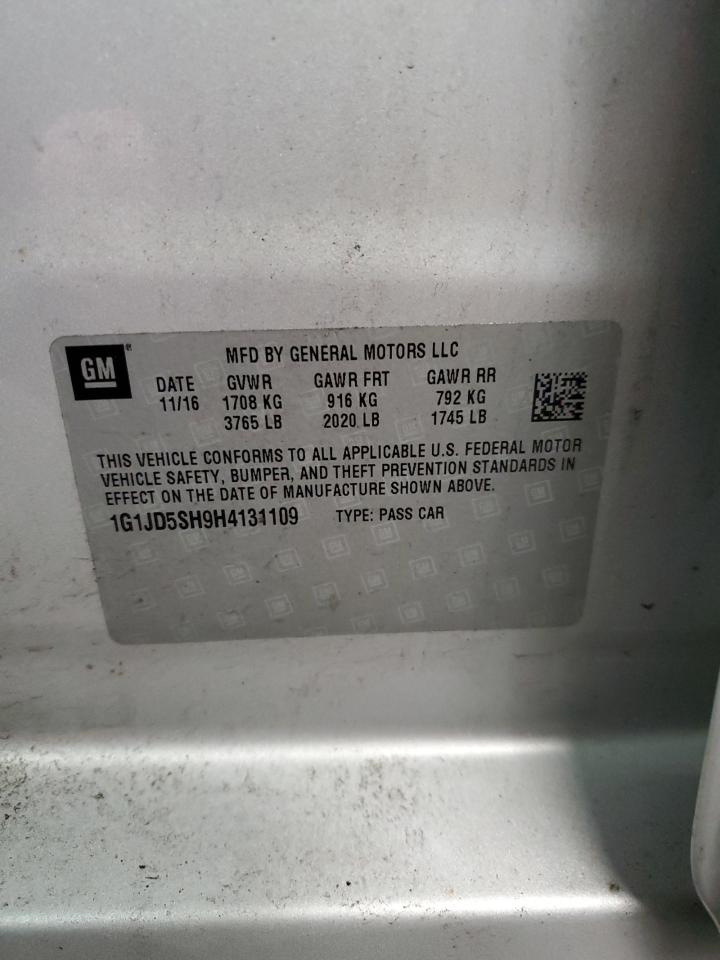 GM
MFD BY GENERAL MOTORS LLC
DATE GVWR GAWR FRT GAWR RR
11/16 1708 KG 916 KG 792 KG
3765 LB 2020 LB 1745 LB
THIS VEHICLE CONFORMS TO ALL APPLICABLE U.S. FEDERAL MOTOR
VEHICLE SAFETY, BUMPER, AND THEFT PREVENTION STANDARDS IN
EFFECT ON THE DATE OF MANUFACTURE SHOWN ABOVE.
1G1JD5SH9H4131109 TYPE: PASS CAR